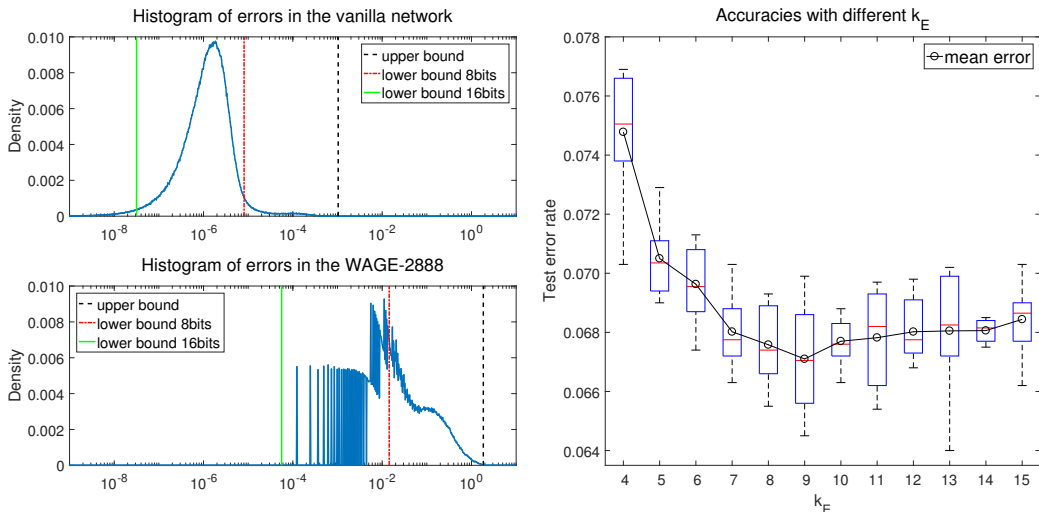 Histogram of errors in the vanilla network
0.010
0.008
0.006
0.004
0.002
0
Density
10^-8
10^-6
10^-4
10^-2
10^0
upper bound
lower bound 8bits
lower bound 16bits
Histogram of errors in the WAGE-2888
0.010
0.008
0.006
0.004
0.002
0
Density
10^-8
10^-6
10^-4
10^-2
10^0
upper bound
lower bound 8bits
lower bound 16bits
Accuracies with different k_E
0.078
0.076
0.074
0.072
0.070
0.068
0.066
0.064
Test error rate
mean error
4 5 6 7 8 9 10 11 12 13 14 15
k_E